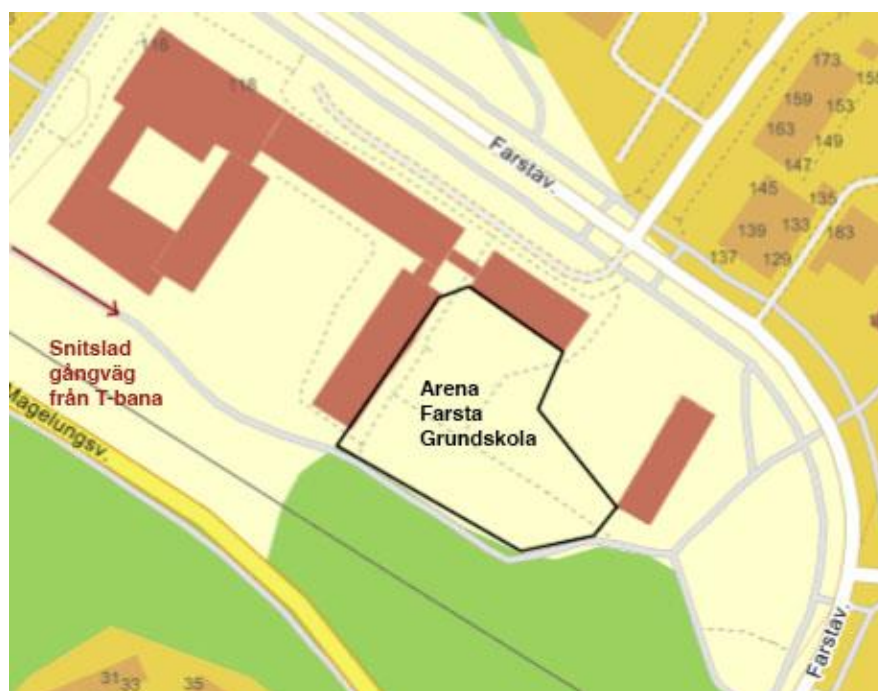 116
118
Farstav.
173
159
153
163
149
147
145
135
139
133
183
137
129
Snitslad
gångväg
från T-bana
Arena
Farsta
Grundskola
Magelungsv.
Farstav.
31
33
35